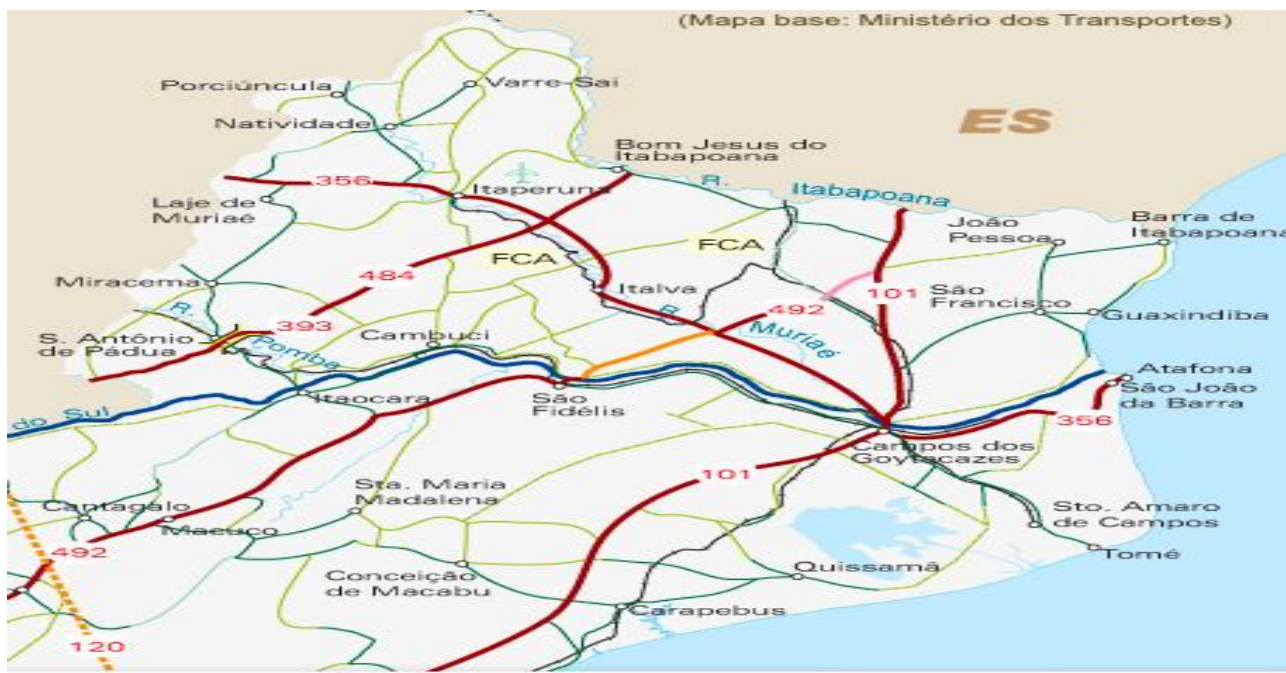 (Mapa base: Ministério dos Transportes)
Porciúncula
Varre-Sai
Natividade
ES
Bom Jesus do
Itabapoana
356
Itaperuna
R. Itabapoana
Laje de
Muriaé
João
Pessoa
Barra de
Itabapoana
FCA
FCA
484
Miracema
Italva
101
São
Francisco
492
Guaxindiba
R. Muriaé
393
Cambuci
S. Antônio
de Pádua
R. Pomba
Atafona
São João
da Barra
Itaocara
São
Fidélis
do Sul
356
Campos dos
Goytacazes
101
Sta. Maria
Madalena
Cantagalo
Macuco
Sto. Amaro
de Campos
492
Tomé
Conceição
de Macabu
Quissamã
Carapebus
120